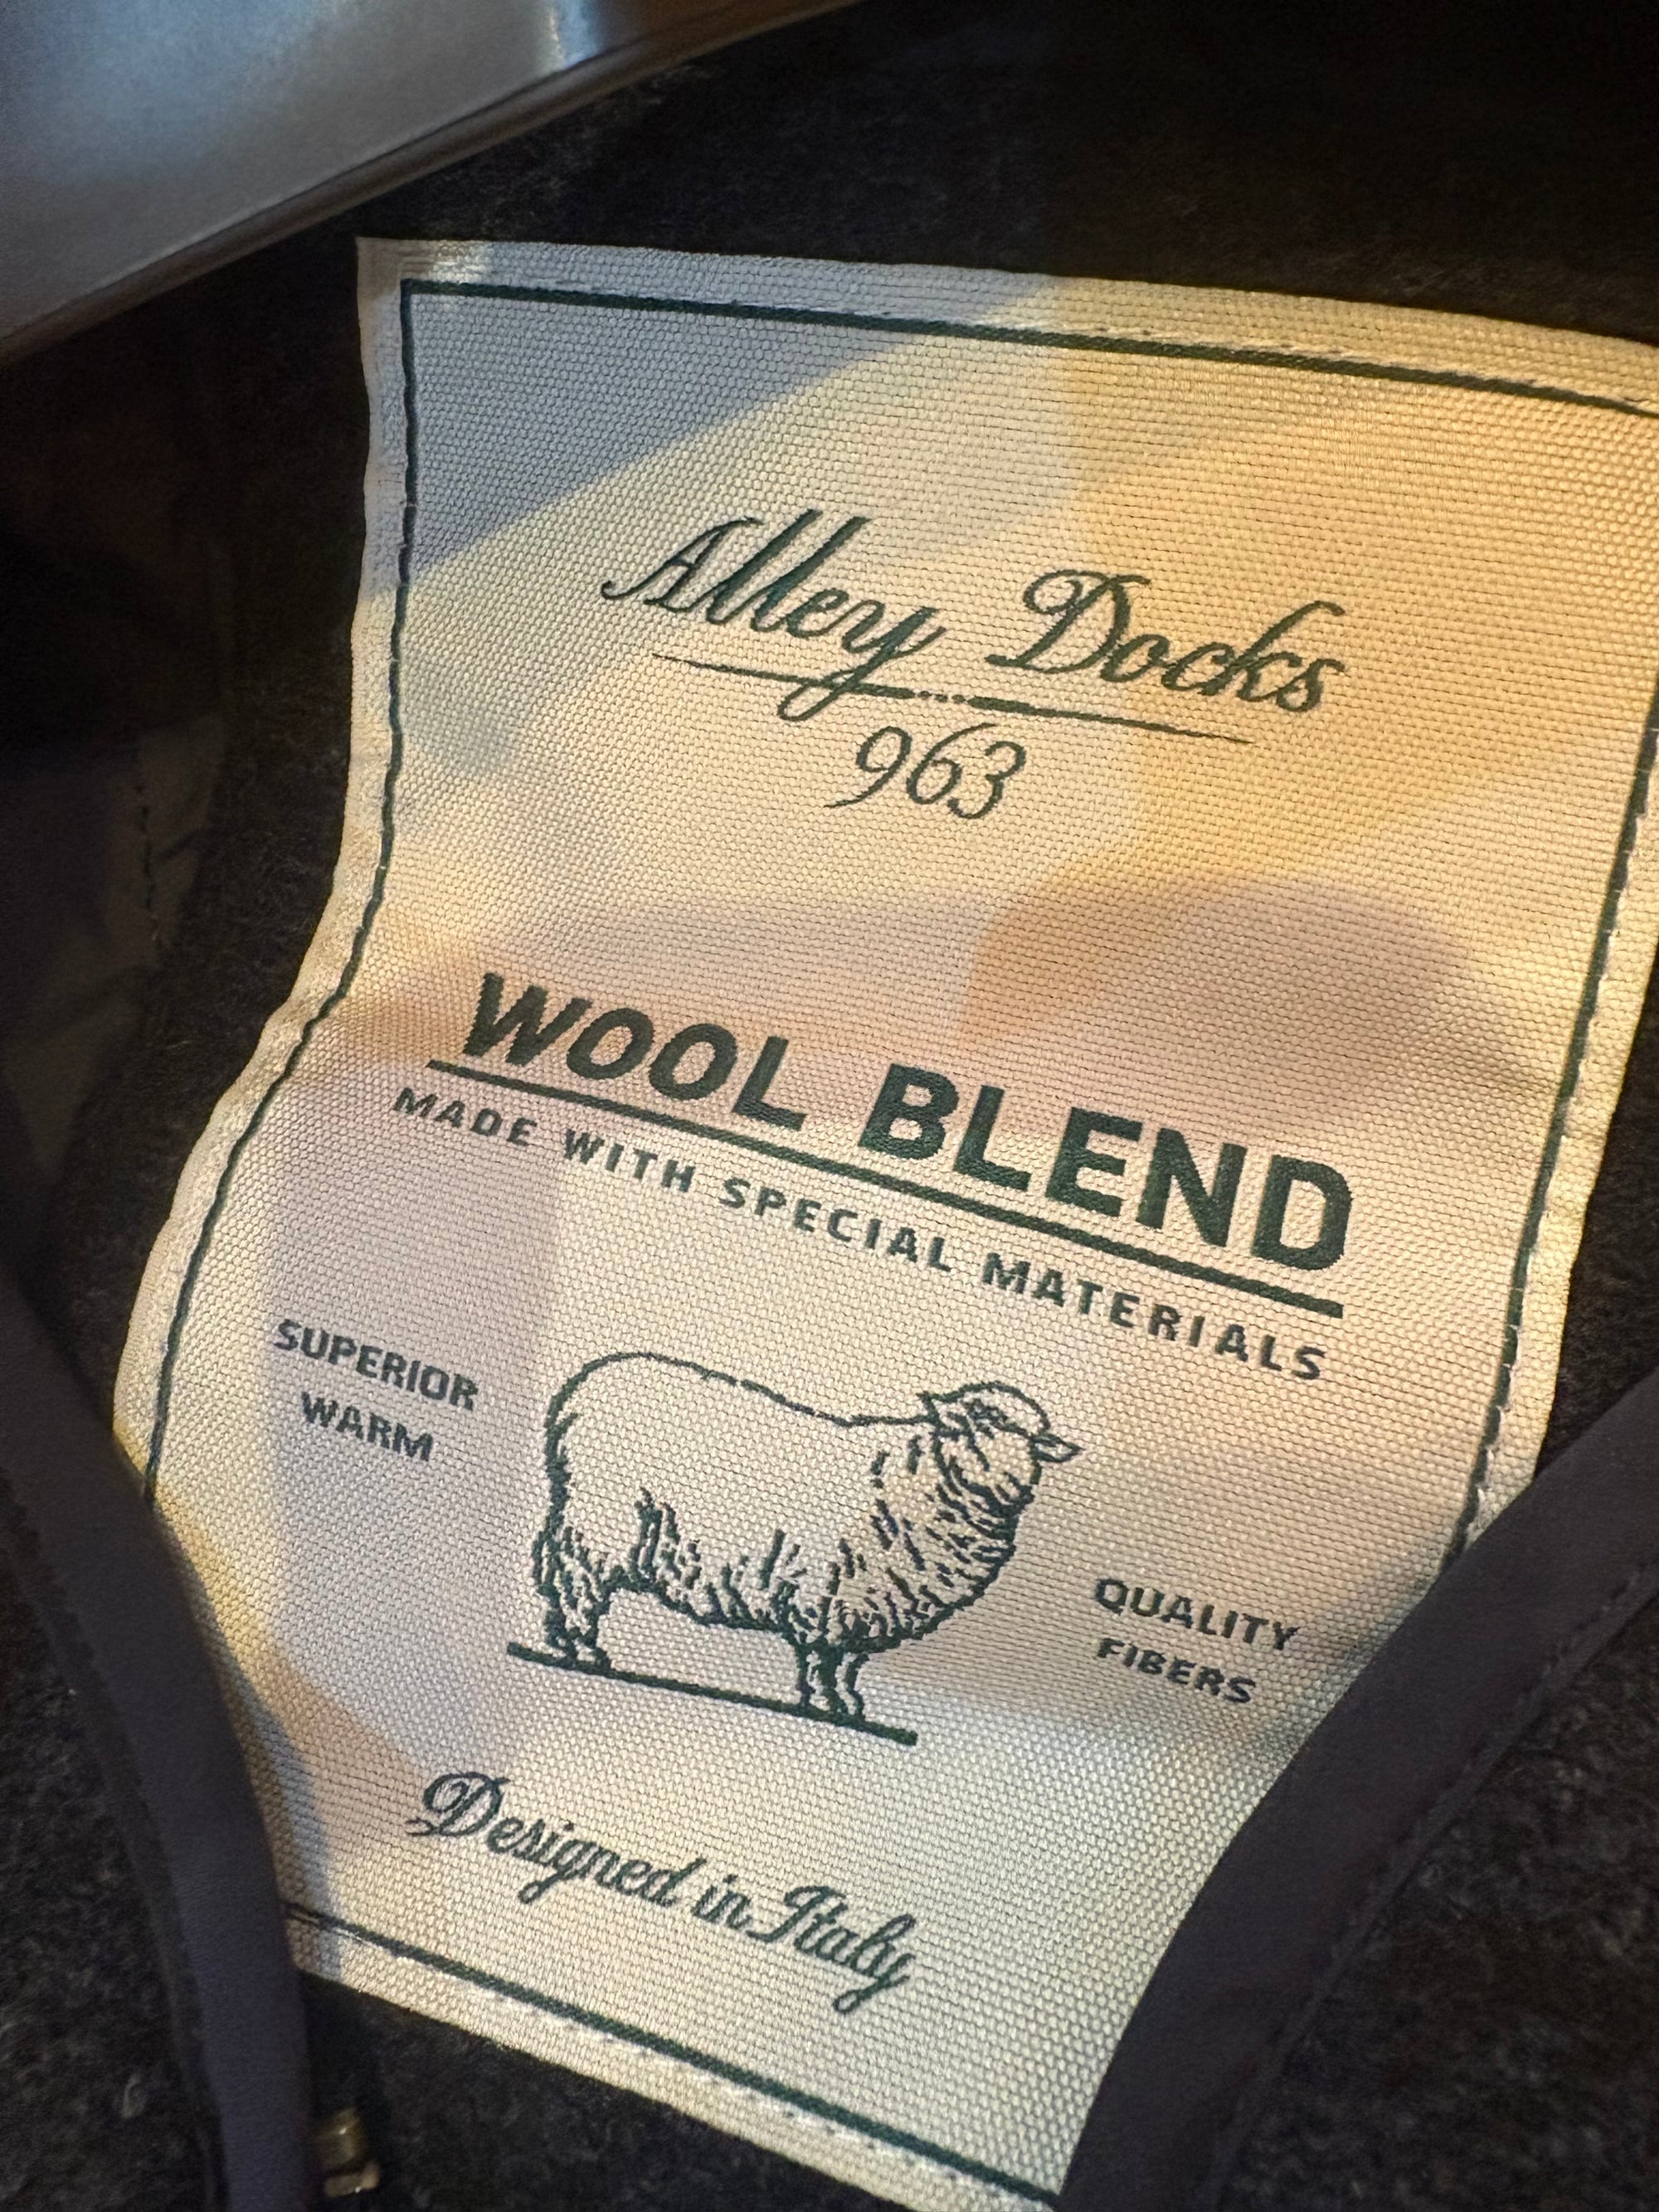 Alley Docks
963
WOOL BLEND
MADE WITH SPECIAL MATERIALS
SUPERIOR
WARM
QUALITY
FIBERS
Designed in Italy